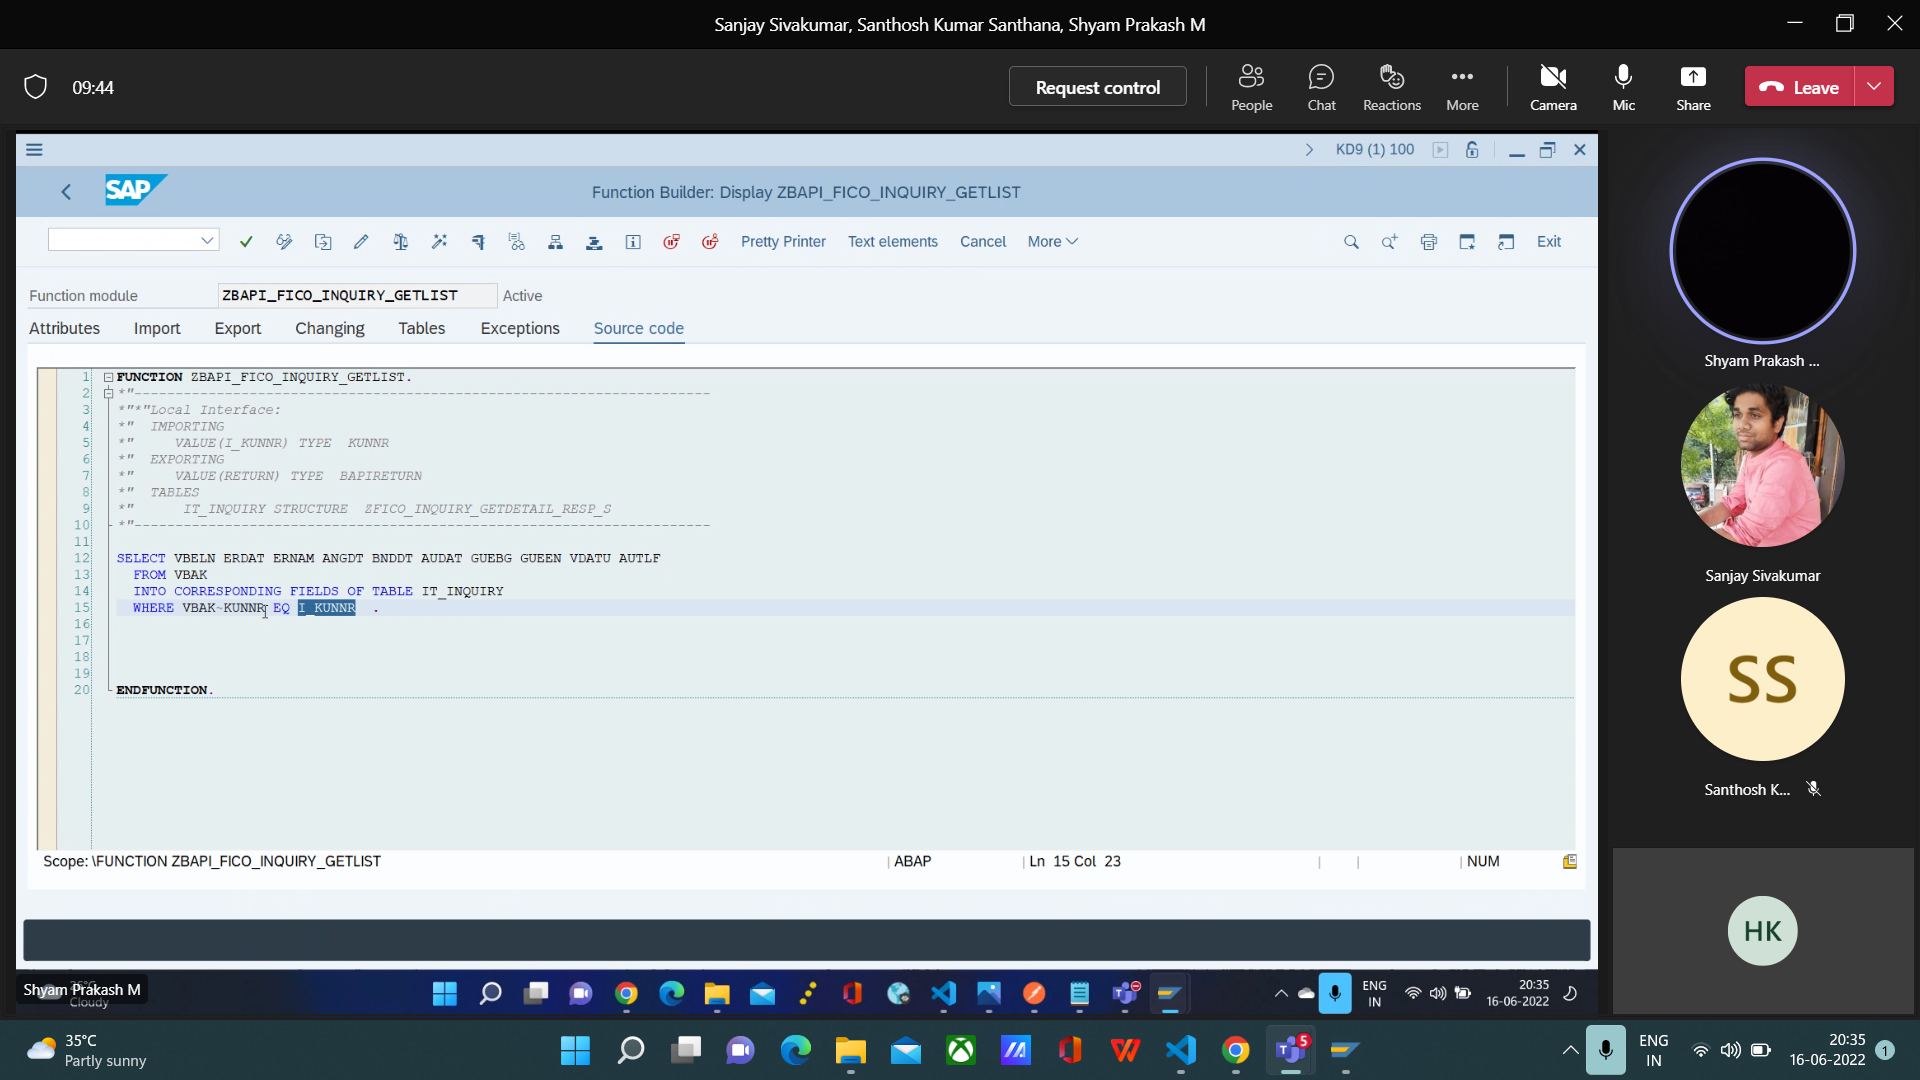 Sanjay Sivakumar, Santhosh Kumar Santhana, Shyam Prakash M
09:44
Request control
People
Chat
Reactions
More
Camera
Mic
Share
Leave
KD9 (1) 100
SAP
Function Builder: Display ZBAPI_FICO_INQUIRY_GETLIST
Pretty Printer
Text elements
Cancel
More
Exit
Function module
ZBAPI_FICO_INQUIRY_GETLIST
Active
Attributes
Import
Export
Changing
Tables
Exceptions
Source code
1 FUNCTION ZBAPI_FICO_INQUIRY_GETLIST.
2 *"----------------------------------------------------------------------
3 *"*"Local Interface:
4 *"  IMPORTING
5 *"     VALUE(I_KUNNR) TYPE  KUNNR
6 *"  EXPORTING
7 *"     VALUE(RETURN) TYPE  BAPIRETURN
8 *"  TABLES
9 *"      IT_INQUIRY STRUCTURE  ZFICO_INQUIRY_GETDETAIL_RESP_S
10 *"----------------------------------------------------------------------
11
12 SELECT VBELN ERDAT ERNAM ANGDT BNDDT AUDAT GUEBG GUEEN VDATU AUTLF
13 FROM VBAK
14 INTO CORRESPONDING FIELDS OF TABLE IT_INQUIRY
15 WHERE VBAK~KUNNR EQ I_KUNNR  .
16
17
18
19
20 ENDFUNCTION.
Scope: \FUNCTION ZBAPI_FICO_INQUIRY_GETLIST
ABAP
Ln 15 Col 23
NUM
Shyam Prakash M
Cloudy
ENG
IN
20:35
16-06-2022
Shyam Prakash ...
Sanjay Sivakumar
SS
Santhosh K...
HK
35°C
Partly sunny
5
ENG
IN
20:35
16-06-2022
1